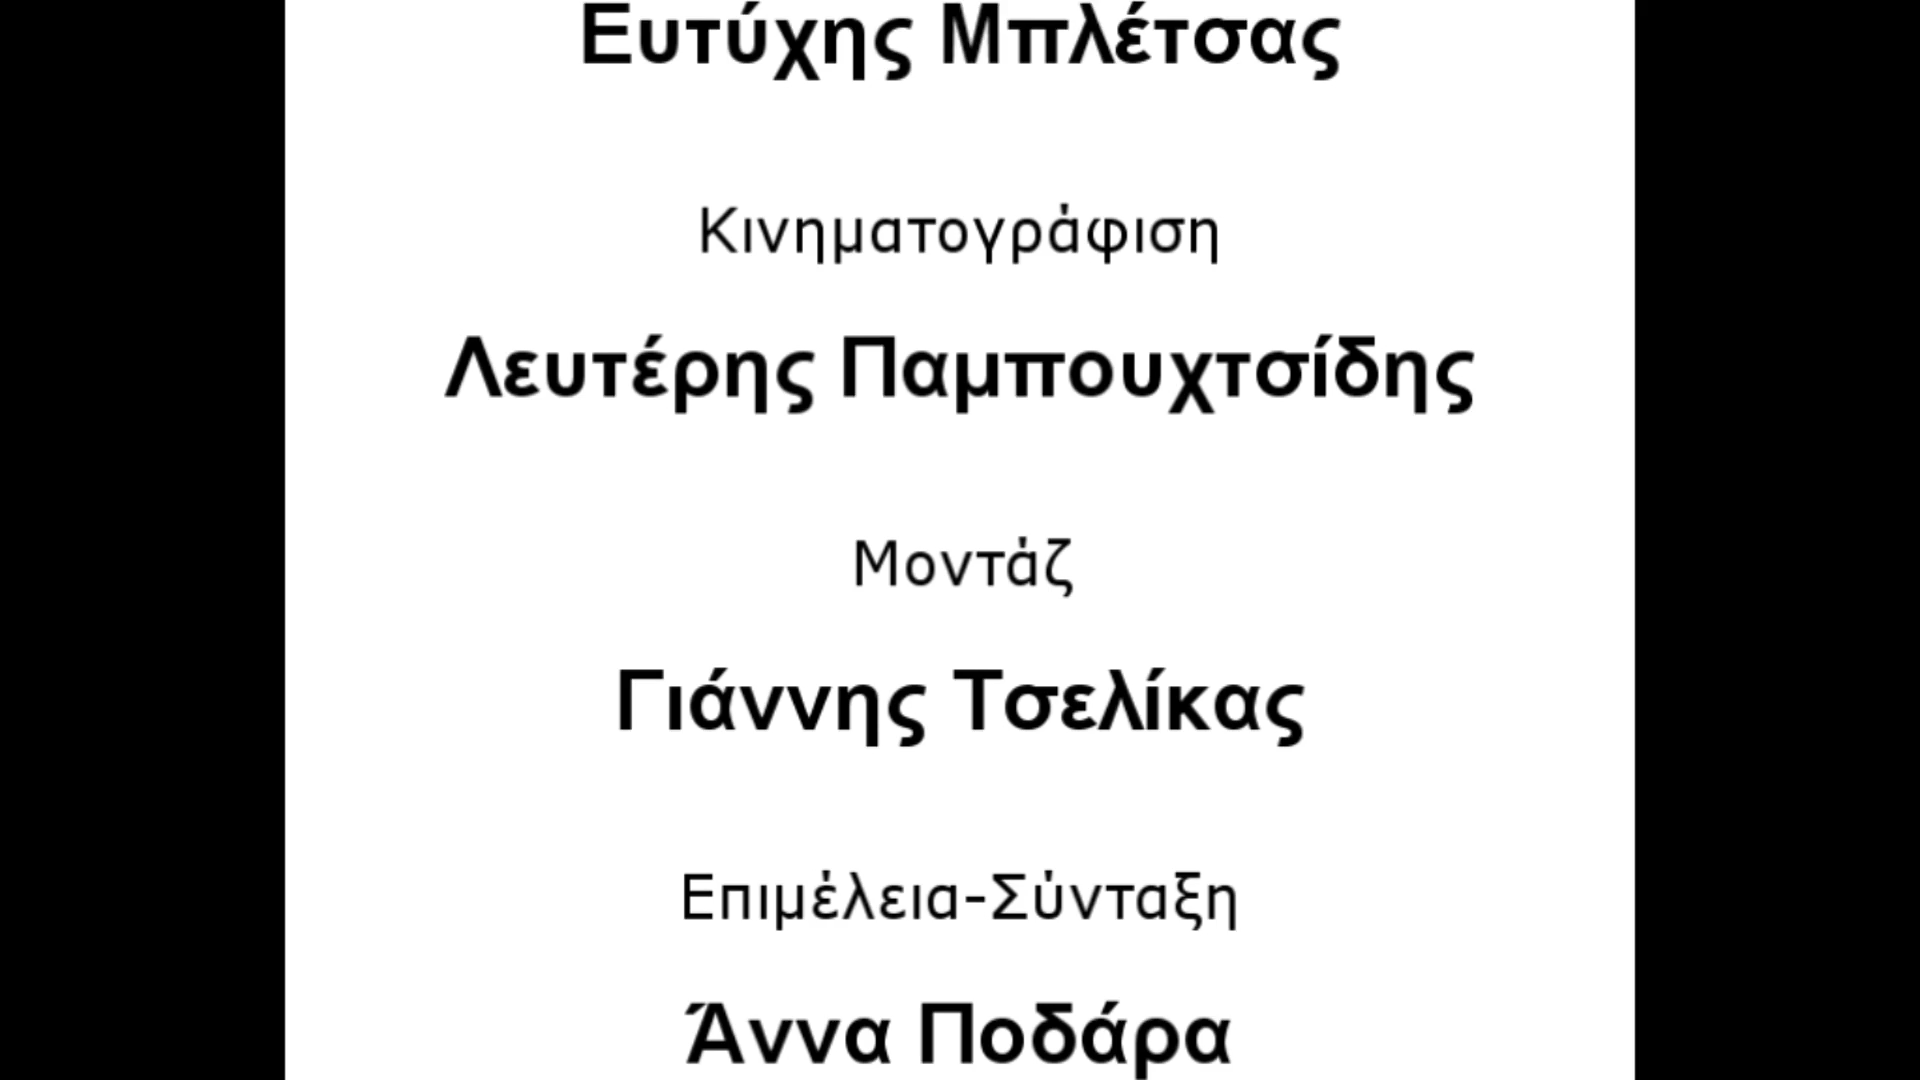 Ευτύχης Μπλέτσας
Κινηματογράφιση
Λευτέρης Παμπουχτσίδης
Μοντάζ
Γιάννης Τσελίκας
Επιμέλεια-Σύνταξη
Άννα Ποδάρα